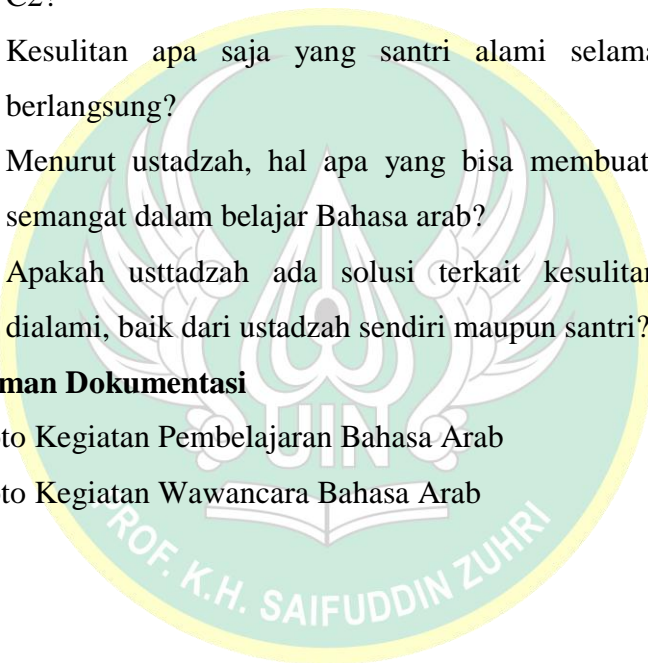 C2?
Kesulitan apa saja yang santri alami selama
berlangsung?
Menurut ustadzah, hal apa yang bisa membuat
semangat dalam belajar Bahasa arab?
Apakah usttadzah ada solusi terkait kesulitan
dialami, baik dari ustadzah sendiri maupun santri?
man Dokumentasi
to Kegiatan Pembelajaran Bahasa Arab
to Kegiatan Wawancara Bahasa Arab
UIN
PROF. K.H. SAIFUDDIN ZUHRI